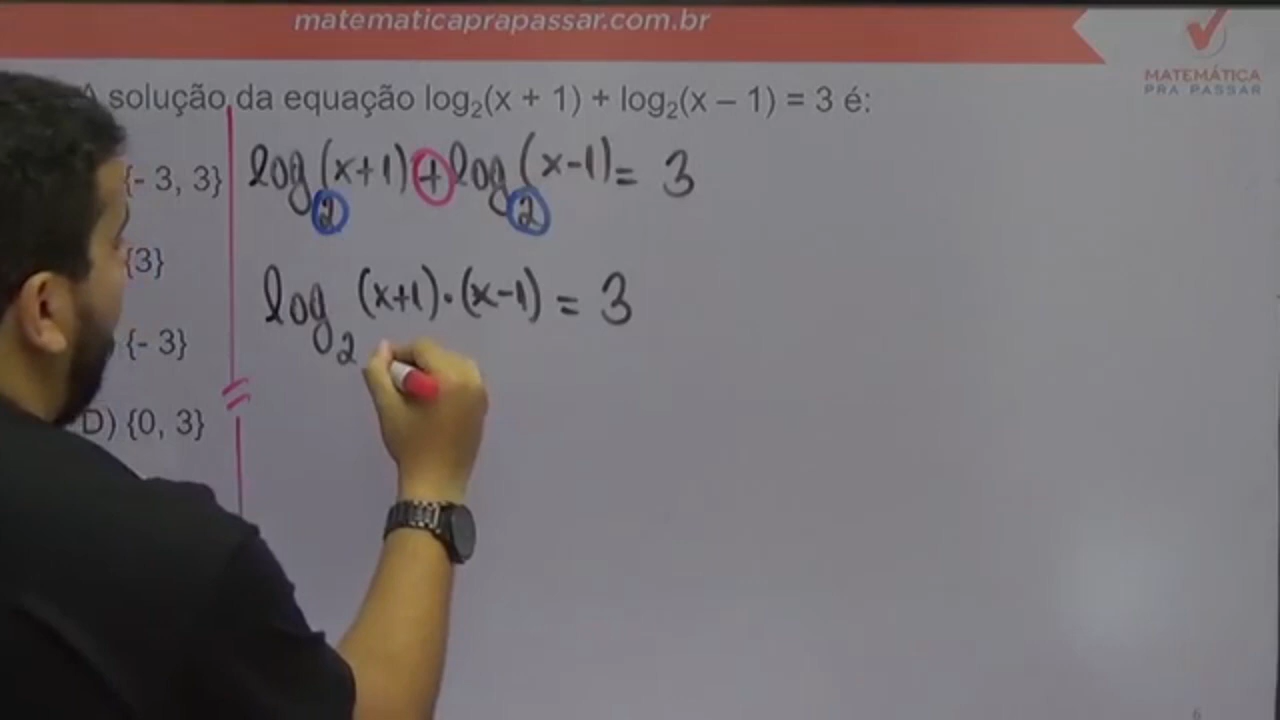 matematicaprapassar.com.br
MATEMÁTICA
PRA PASSAR
A solução da equação log₂(x + 1) + log₂(x – 1) = 3 é:
{- 3, 3}
{3}
{- 3}
D) {0, 3}
log₂(x+1)+log₂(x-1)= 3
log₂ (x+1)·(x-1) = 3
6